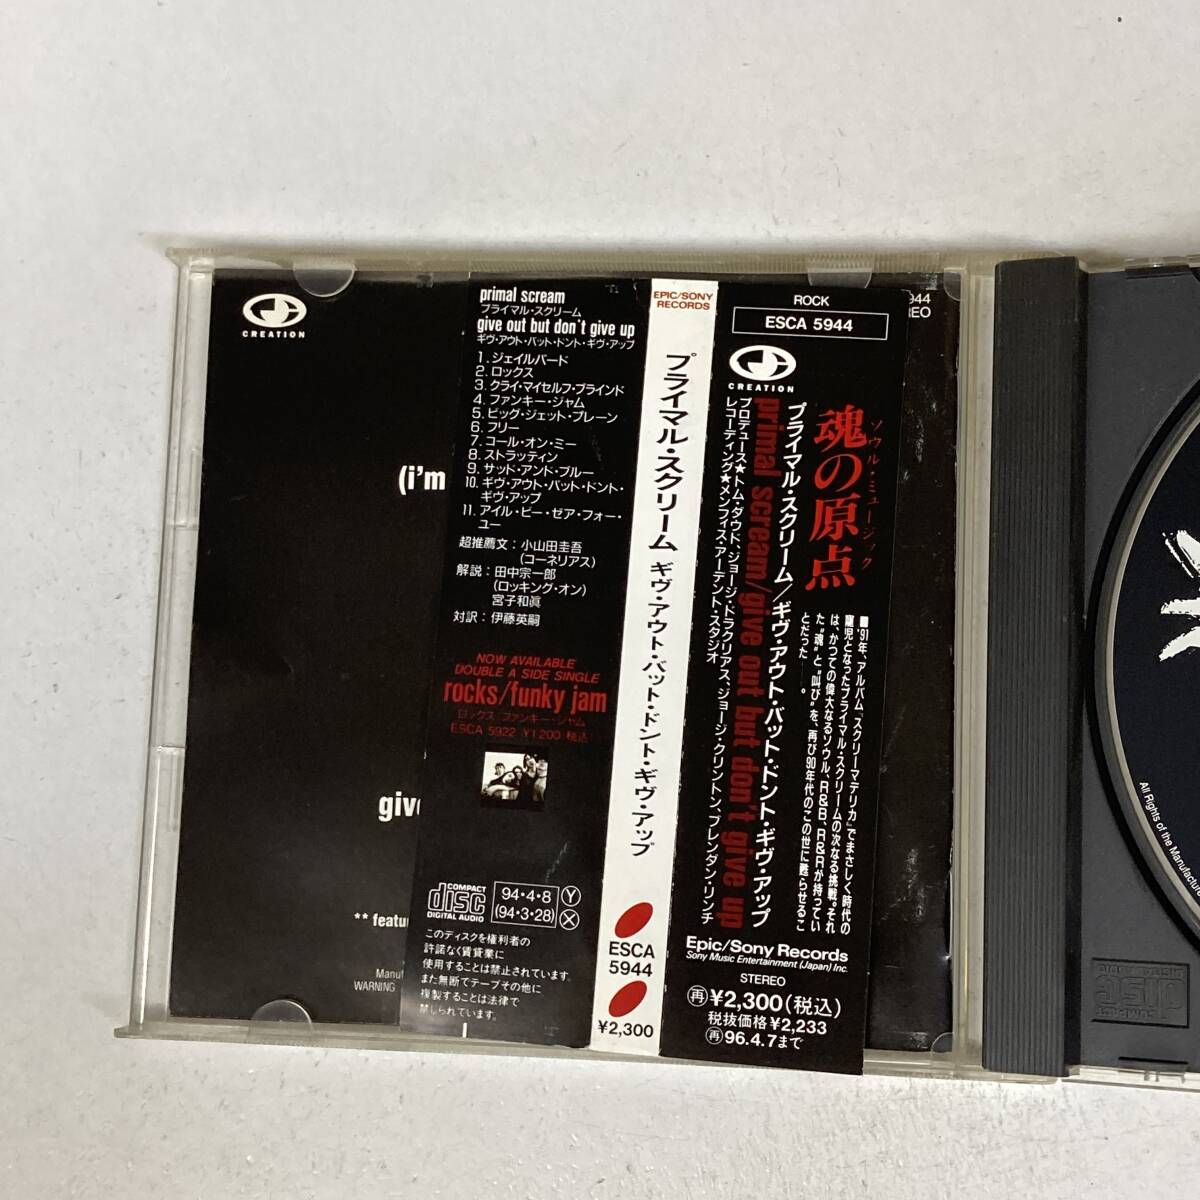 CREATION
(i'm
give
** featu
Manuf
WARNING
primal scream
プライマル・スクリーム
give out but don't give up
ギヴ・アウト・バット・ドント・ギヴ・アップ
1. ジェイルバード
2. ロックス
3. クライ・マイセルフ・ブラインド
4. ファンキー・ジャム
5. ビッグ・ジェット・プレーン
6. フリー
7. コール・オン・ミー
8. ストラッティン
9. サッド・アンド・ブルー
10. ギヴ・アウト・バット・ドント・
ギヴ・アップ
11. アイル・ビー・ゼア・フォー・
ユー
超推薦文：小山田圭吾
(コーネリアス)
解説：田中宗一郎
(ロッキング・オン)
宮子和眞
対訳：伊藤英嗣
NOW AVAILABLE
DOUBLE A SIDE SINGLE
rocks/funky jam
ロックス ファンキー・ジャム
ESCA 5922 ¥1200 税込
COMPACT
disc
DIGITAL AUDIO
94・4・8 Y
(94・3・28) X
このディスクを権利者の
許諾なく賃貸業に
使用することは禁止されています。
また無断でテープその他に
複製することは法律で
禁じられています。
EPIC/SONY
RECORDS
プライマル・スクリーム ギヴ・アウト・バット・ドント・ギヴ・アップ
ESCA
5944
¥2,300
ROCK
ESCA 5944
CREATION
ソウル・ミュージック
魂の原点
■'91年、アルバム“スクリーマデリカ”でまさしく時代の
寵児となったプライマル・スクリームの次なる挑戦。それ
は、かつての偉大なるソウル、R&B、R&Rが持ってい
た“魂”と“叫び”を、再び90年代のこの世に甦らせるこ
とだった——。
プライマル・スクリーム/ギヴ・アウト・バット・ドント・ギヴ・アップ
primal scream/give out but don't give up
プロデュース★トム・ダウド、ジョージ・ドラクリアス、ジョージ・クリントン、ブレンダン・リンチ
レコーディング★メンフィス・アーデント・スタジオ
Epic/Sony Records
Sony Music Entertainment (Japan) Inc.
STEREO
再 ¥2,300(税込)
税抜価格 ¥2,233
再 96.4.7まで
944
REO
All Rights of the Manufacture
COMPACT
disc
DIGITAL AUDIO